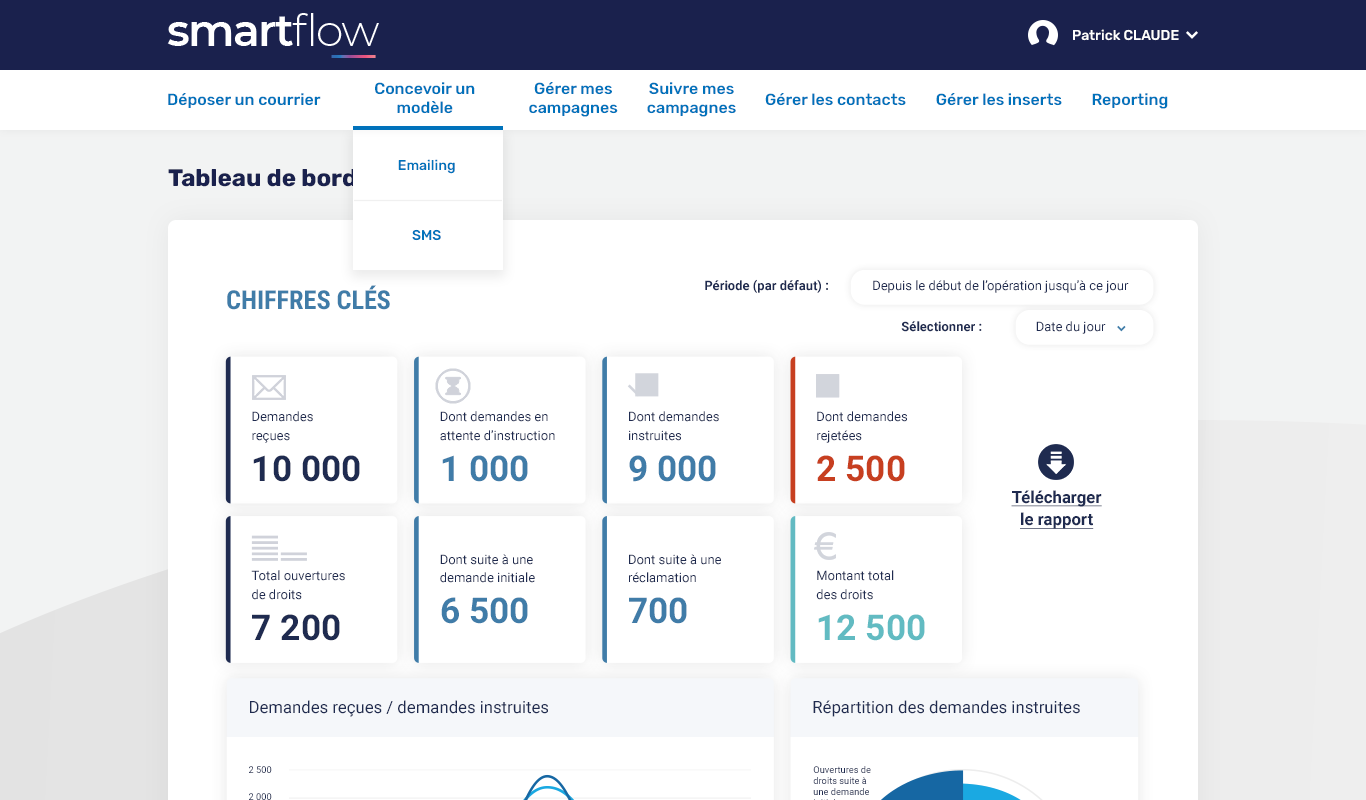 smartflow
Patrick CLAUDE
Déposer un courrier
Concevoir un
modèle
Gérer mes
campagnes
Suivre mes
campagnes
Gérer les contacts
Gérer les inserts
Reporting
Emailing
SMS
Tableau de bord
CHIFFRES CLÉS
Période (par défaut) :
Depuis le début de l'opération jusqu'à ce jour
Sélectionner :
Date du jour
Demandes
reçues
10 000
Dont demandes en
attente d'instruction
1 000
Dont demandes
instruites
9 000
Dont demandes
rejetées
2 500
Télécharger
le rapport
Total ouvertures
de droits
7 200
Dont suite à une
demande initiale
6 500
Dont suite à une
réclamation
700
€
Montant total
des droits
12 500
Demandes reçues / demandes instruites
2 500
2 000
Répartition des demandes instruites
Ouvertures de
droits suite à
une demande